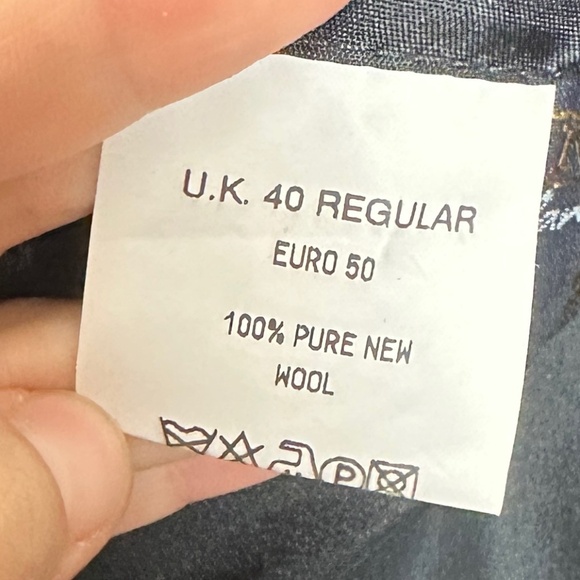 U.K. 40 REGULAR
EURO 50
100% PURE NEW
WOOL
P